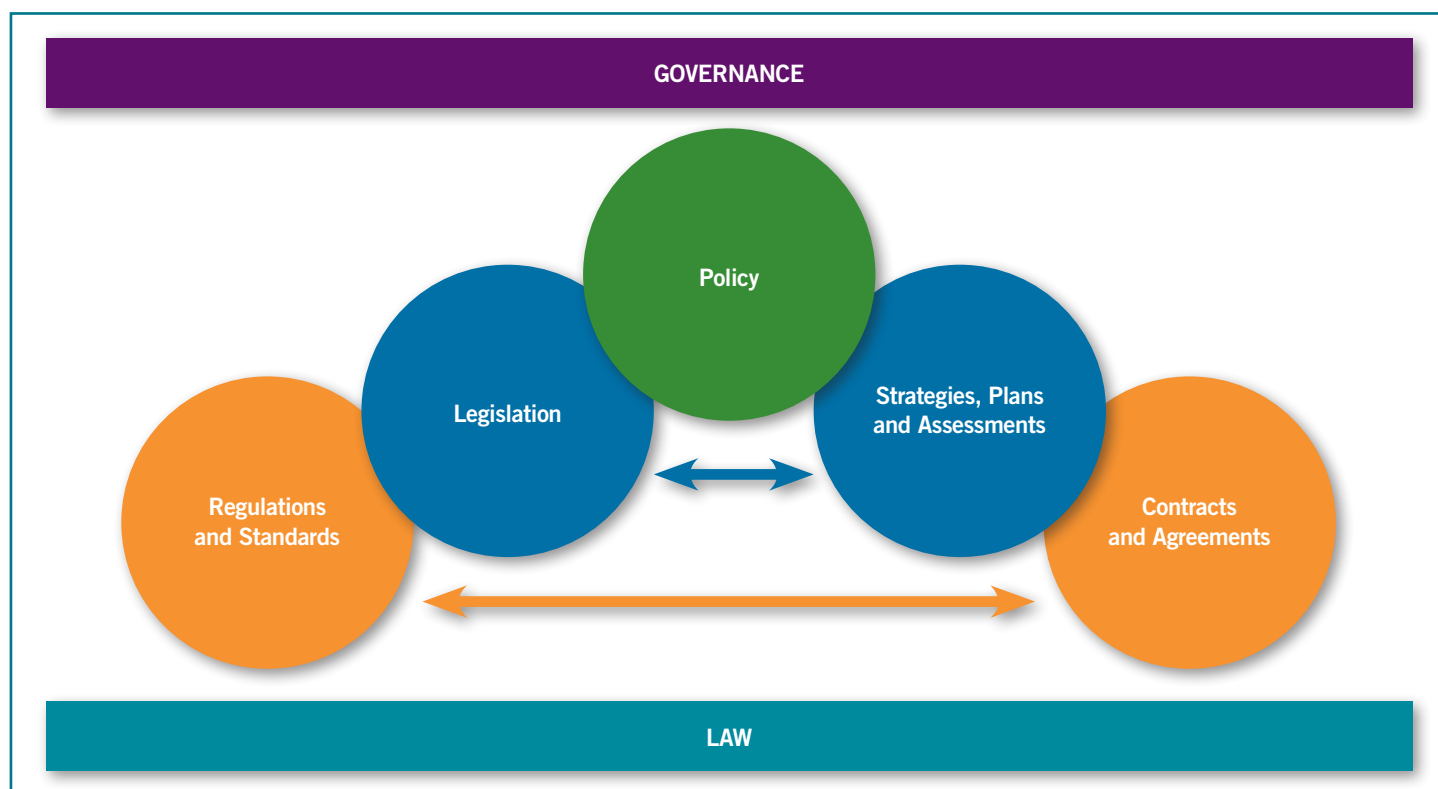 GOVERNANCE
Policy
Legislation
Strategies, Plans
and Assessments
Regulations
and Standards
Contracts
and Agreements
LAW